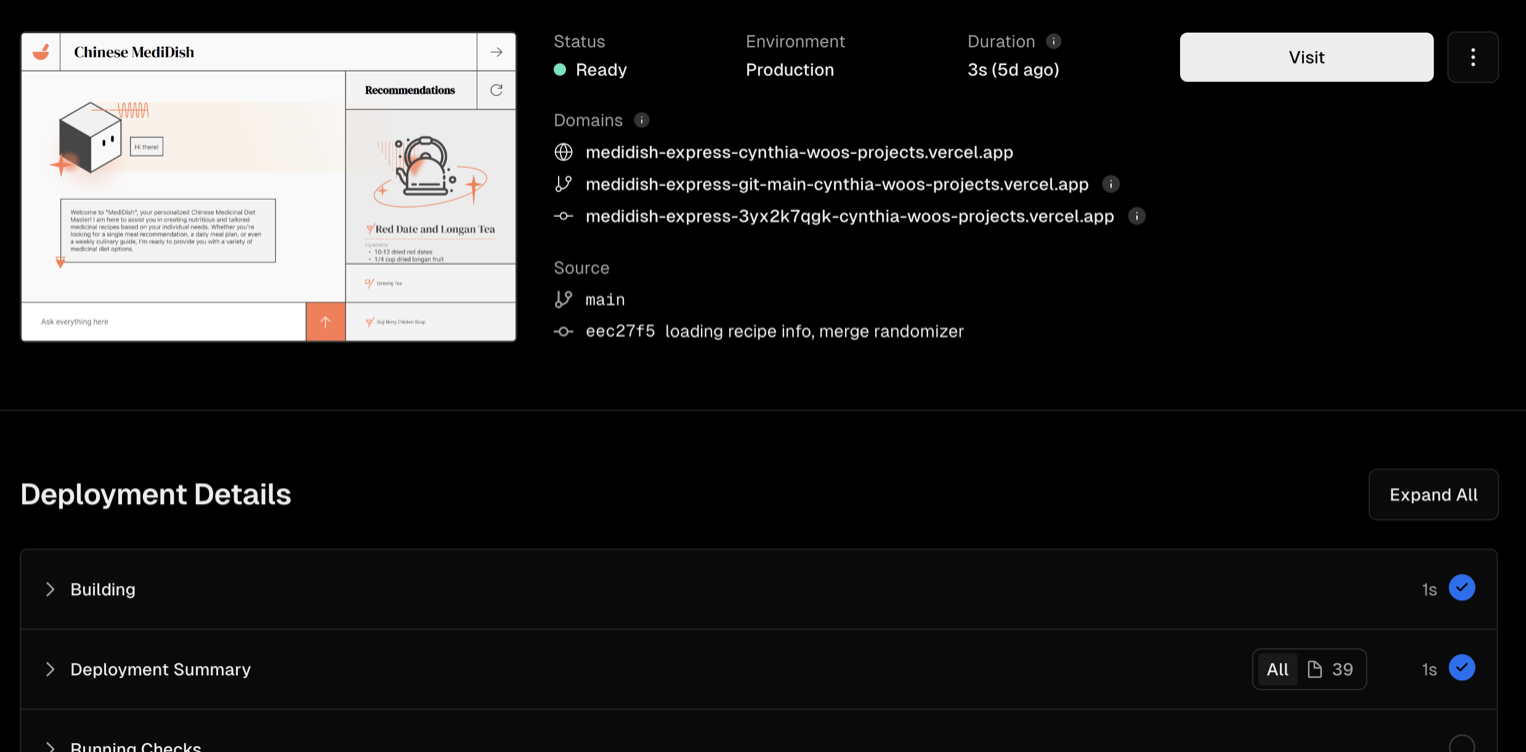 Chinese MediDish
Recommendations
Hi there!
Welcome to "MediDish", your personalized Chinese Medicinal Diet
Master! I am here to assist you in creating nutritious and tailored
medicinal recipes based on your individual needs. Whether you're
looking for a single meal recommendation, a daily meal plan, or even
a weekly culinary guide, I'm ready to provide you with a variety of
medicinal diet options.
Red Date and Longan Tea
Ingredients:
• 10-12 dried red dates
• 1/4 cup dried longan fruit
Ginseng Tea
Goji Berry Chicken Soup
Ask everything here
Status
Ready
Environment
Production
Duration
3s (5d ago)
Visit
Domains
medidish-express-cynthia-woos-projects.vercel.app
medidish-express-git-main-cynthia-woos-projects.vercel.app
medidish-express-3yx2k7qgk-cynthia-woos-projects.vercel.app
Source
main
eec27f5 loading recipe info, merge randomizer
Deployment Details
Expand All
Building 1s
Deployment Summary All 39 1s
Running Checks